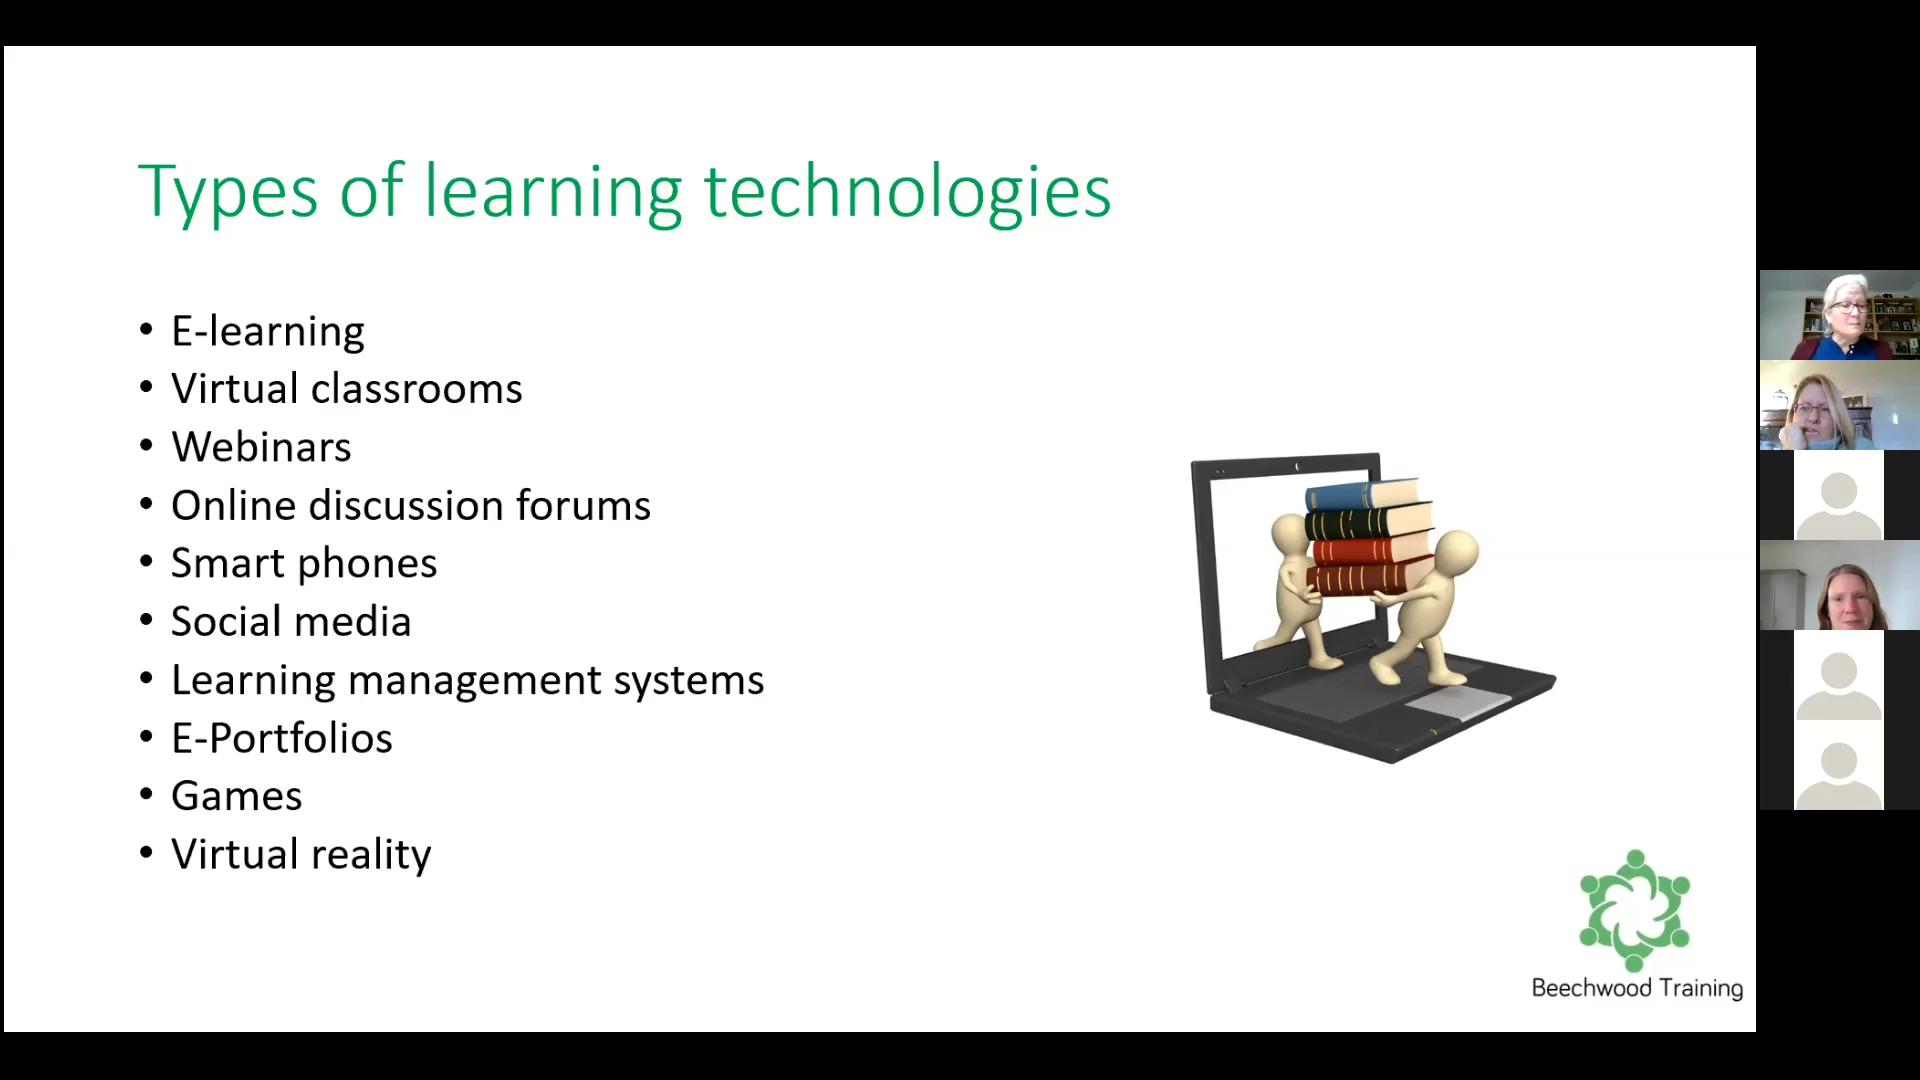 Types of learning technologies
• E-learning
• Virtual classrooms
• Webinars
• Online discussion forums
• Smart phones
• Social media
• Learning management systems
• E-Portfolios
• Games
• Virtual reality
Beechwood Training